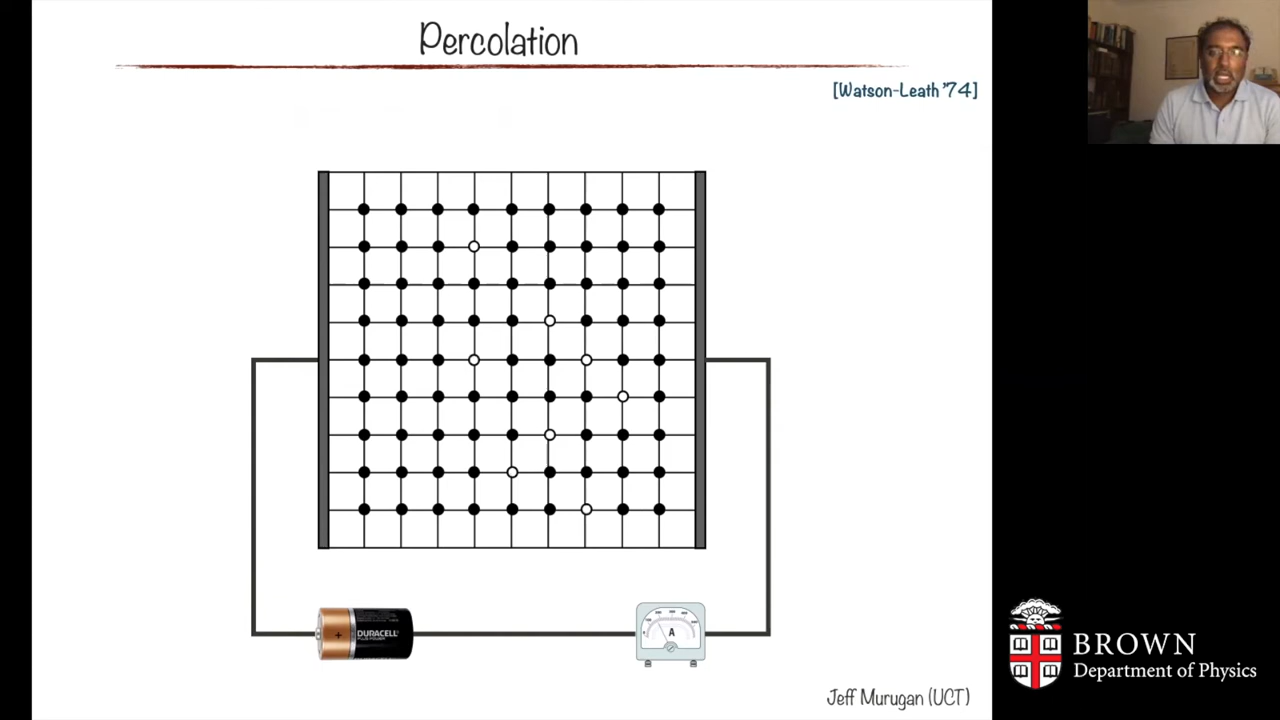 Percolation
[Watson-Leath '74]
+
DURACELL
A
BROWN
Department of Physics
Jeff Murugan (UCT)